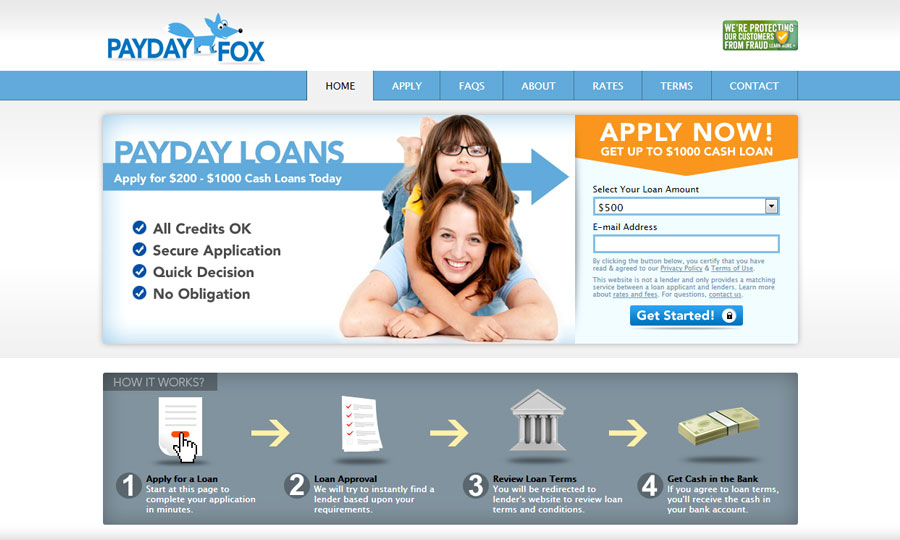 PAYDAY FOX
WE'RE PROTECTING
OUR CUSTOMERS
FROM FRAUD LEARN MORE >
HOME
APPLY
FAQS
ABOUT
RATES
TERMS
CONTACT
PAYDAY LOANS
Apply for $200 - $1000 Cash Loans Today
All Credits OK
Secure Application
Quick Decision
No Obligation
APPLY NOW!
GET UP TO $1000 CASH LOAN
Select Your Loan Amount
$500
E-mail Address
By clicking the button below, you certify that you have
read & agreed to our Privacy Policy & Terms of Use.
This website is not a lender and only provides a matching
service between a loan applicant and lenders. Learn more
about rates and fees. For questions, contact us.
Get Started!
HOW IT WORKS?
1
Apply for a Loan
Start at this page to
complete your application
in minutes.
2
Loan Approval
We will try to instantly find a
lender based upon your
requirements.
3
Review Loan Terms
You will be redirected to
lender's website to review loan
terms and conditions.
4
Get Cash in the Bank
If you agree to loan terms,
you'll receive the cash in
your bank account.